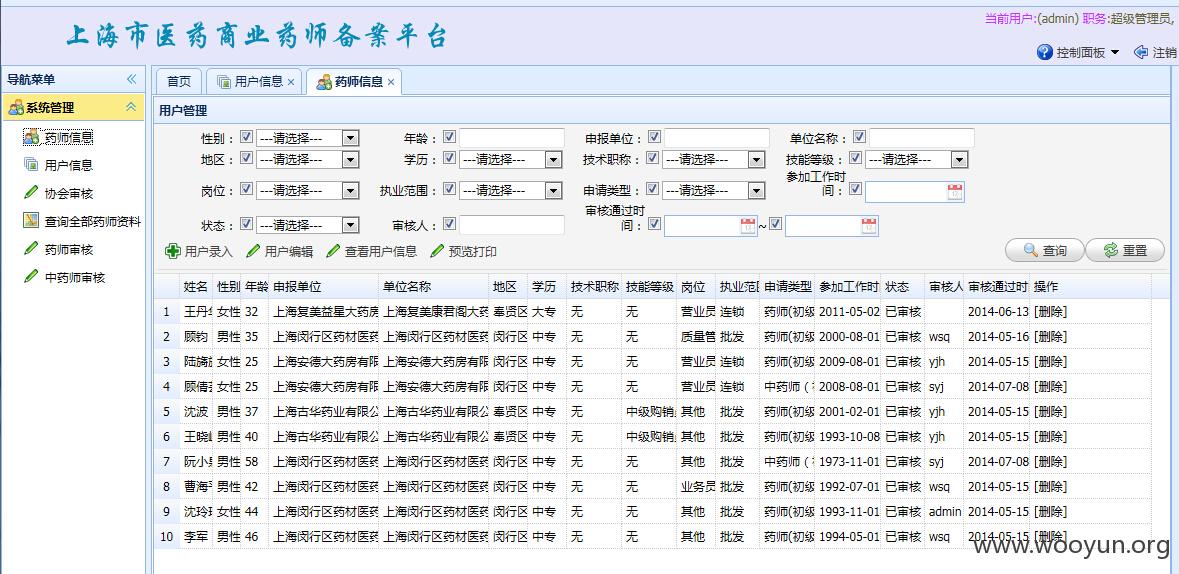 上海市医药商业药师备案平台
当前用户:(admin) 职务:超级管理员,
控制面板 注销
导航菜单
系统管理
药师信息
用户信息
协会审核
查询全部药师资料
药师审核
中药师审核
首页 用户信息 药师信息
用户管理
性别: ---请选择--- 年龄: 申报单位: 单位名称:
地区: ---请选择--- 学历: ---请选择--- 技术职称: ---请选择--- 技能等级: ---请选择---
岗位: ---请选择--- 执业范围: ---请选择--- 申请类型: ---请选择--- 参加工作时间:
状态: ---请选择--- 审核人: 审核通过时间: ~
用户录入 用户编辑 查看用户信息 预览打印 查询 重置
姓名 性别 年龄 申报单位 单位名称 地区 学历 技术职称 技能等级 岗位 执业范 申请类型 参加工作时 状态 审核人 审核通过时 操作
1 王丹 女性 32 上海复美益星大药房 上海复美康君阁大药 奉贤区 大专 无 无 营业员 连锁 药师(初级 2011-05-02 已审核 2014-06-13 [删除]
2 顾钧 男性 35 上海闵行区药材医药 上海闵行区药材医药 闵行区 中专 无 无 质量管 批发 药师(初级 2000-08-01 已审核 wsq 2014-05-16 [删除]
3 陆旖 女性 25 上海安德大药房有限 上海安德大药房有限 闵行区 中专 无 无 营业员 连锁 药师(初级 2009-08-01 已审核 yjh 2014-05-15 [删除]
4 顾倩 女性 25 上海安德大药房有限 上海安德大药房有限 闵行区 中专 无 无 营业员 连锁 中药师( 2008-08-01 已审核 syj 2014-07-08 [删除]
5 沈波 男性 37 上海古华药业有限公 上海古华药业有限公 奉贤区 中专 无 中级购销 其他 批发 药师(初级 2001-02-01 已审核 yjh 2014-05-15 [删除]
6 王晓 男性 40 上海古华药业有限公 上海古华药业有限公 奉贤区 中专 无 中级购销 其他 批发 药师(初级 1993-10-08 已审核 yjh 2014-05-15 [删除]
7 阮小 男性 58 上海闵行区药材医药 上海闵行区药材医药 闵行区 中专 无 无 其他 批发 中药师( 1973-11-01 已审核 syj 2014-07-08 [删除]
8 曹海 男性 42 上海闵行区药材医药 上海闵行区药材医药 闵行区 中专 无 无 业务员 批发 药师(初级 1992-07-01 已审核 wsq 2014-05-15 [删除]
9 沈玲 女性 44 上海闵行区药材医药 上海闵行区药材医药 闵行区 中专 无 无 其他 批发 药师(初级 1993-11-01 已审核 admin 2014-05-15 [删除]
10 李军 男性 46 上海闵行区药材医药 上海闵行区药材医药 闵行区 中专 无 无 其他 批发 药师(初级 1994-05-01 已审核 wsq 2014-05-15 [删除]
www.wooyun.org